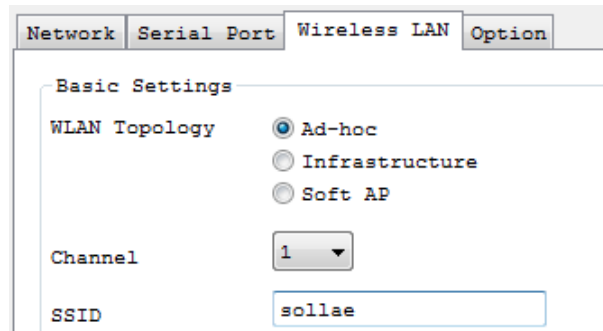 Network Serial Port Wireless LAN Option
Basic Settings
WLAN Topology Ad-hoc
Infrastructure
Soft AP
Channel 1
SSID sollae